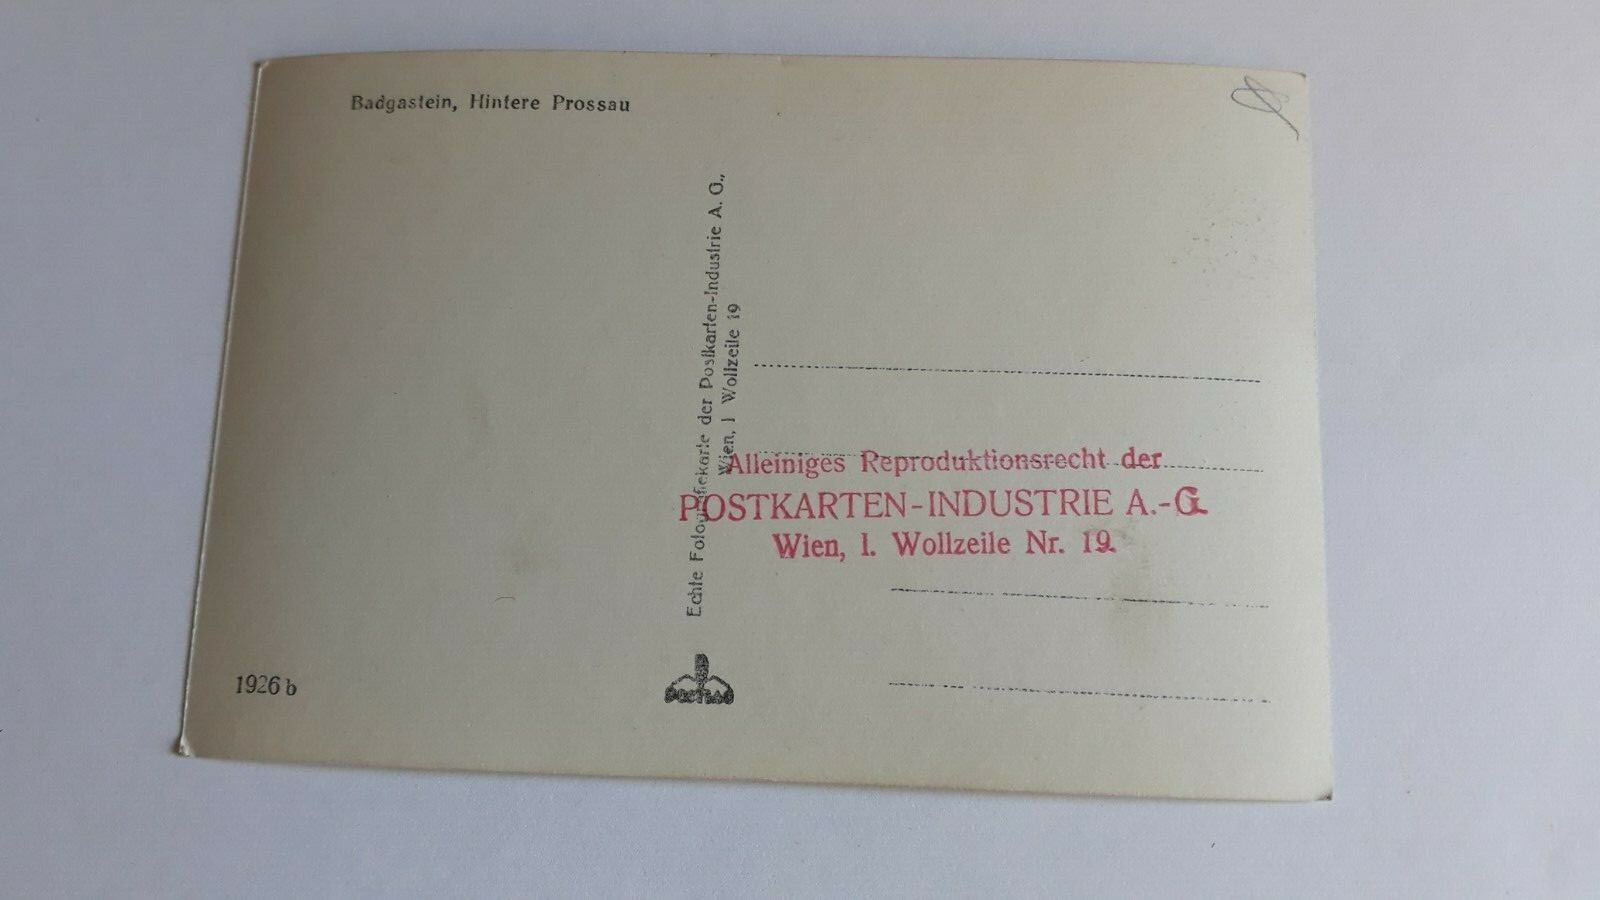 Badgastein, Hintere Prossau
Echte Fotografiekarte der Postkarten-Industrie A. G.,
Wien, I Wollzeile 19
Alleiniges Reproduktionsrecht der
POSTKARTEN-INDUSTRIE A.-G.
Wien, I. Wollzeile Nr. 19.
1926 b